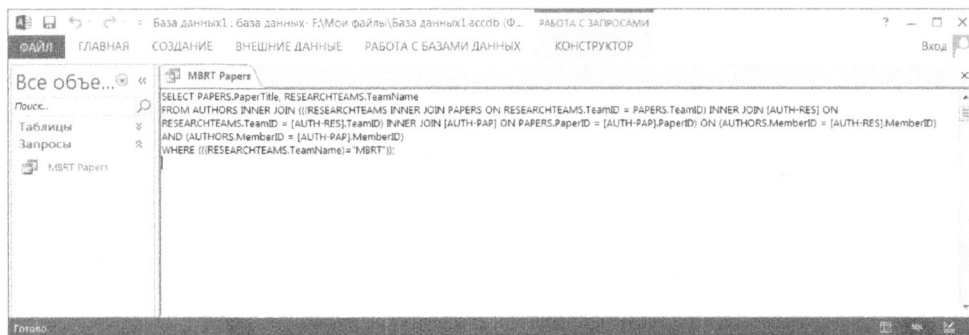 База данных1 : база данных- F:\Мои файлы\База данных1.accdb (Ф...
РАБОТА С ЗАПРОСАМИ
?
ФАЙЛ ГЛАВНАЯ СОЗДАНИЕ ВНЕШНИЕ ДАННЫЕ РАБОТА С БАЗАМИ ДАННЫХ КОНСТРУКТОР Вход
Все объе... «
Поиск...
Таблицы
Запросы
MBRT Papers
MBRT Papers
SELECT PAPERS.PaperTitle, RESEARCHTEAMS.TeamName
FROM AUTHORS INNER JOIN (((RESEARCHTEAMS INNER JOIN PAPERS ON RESEARCHTEAMS.TeamID = PAPERS.TeamID) INNER JOIN [AUTH-RES] ON
RESEARCHTEAMS.TeamID = [AUTH-RES].TeamID) INNER JOIN [AUTH-PAP] ON PAPERS.PaperID = [AUTH-PAP].PaperID) ON (AUTHORS.MemberID = [AUTH-RES].MemberID)
AND (AUTHORS.MemberID = [AUTH-PAP].MemberID)
WHERE (((RESEARCHTEAMS.TeamName)="MBRT"));
Готово
SQL